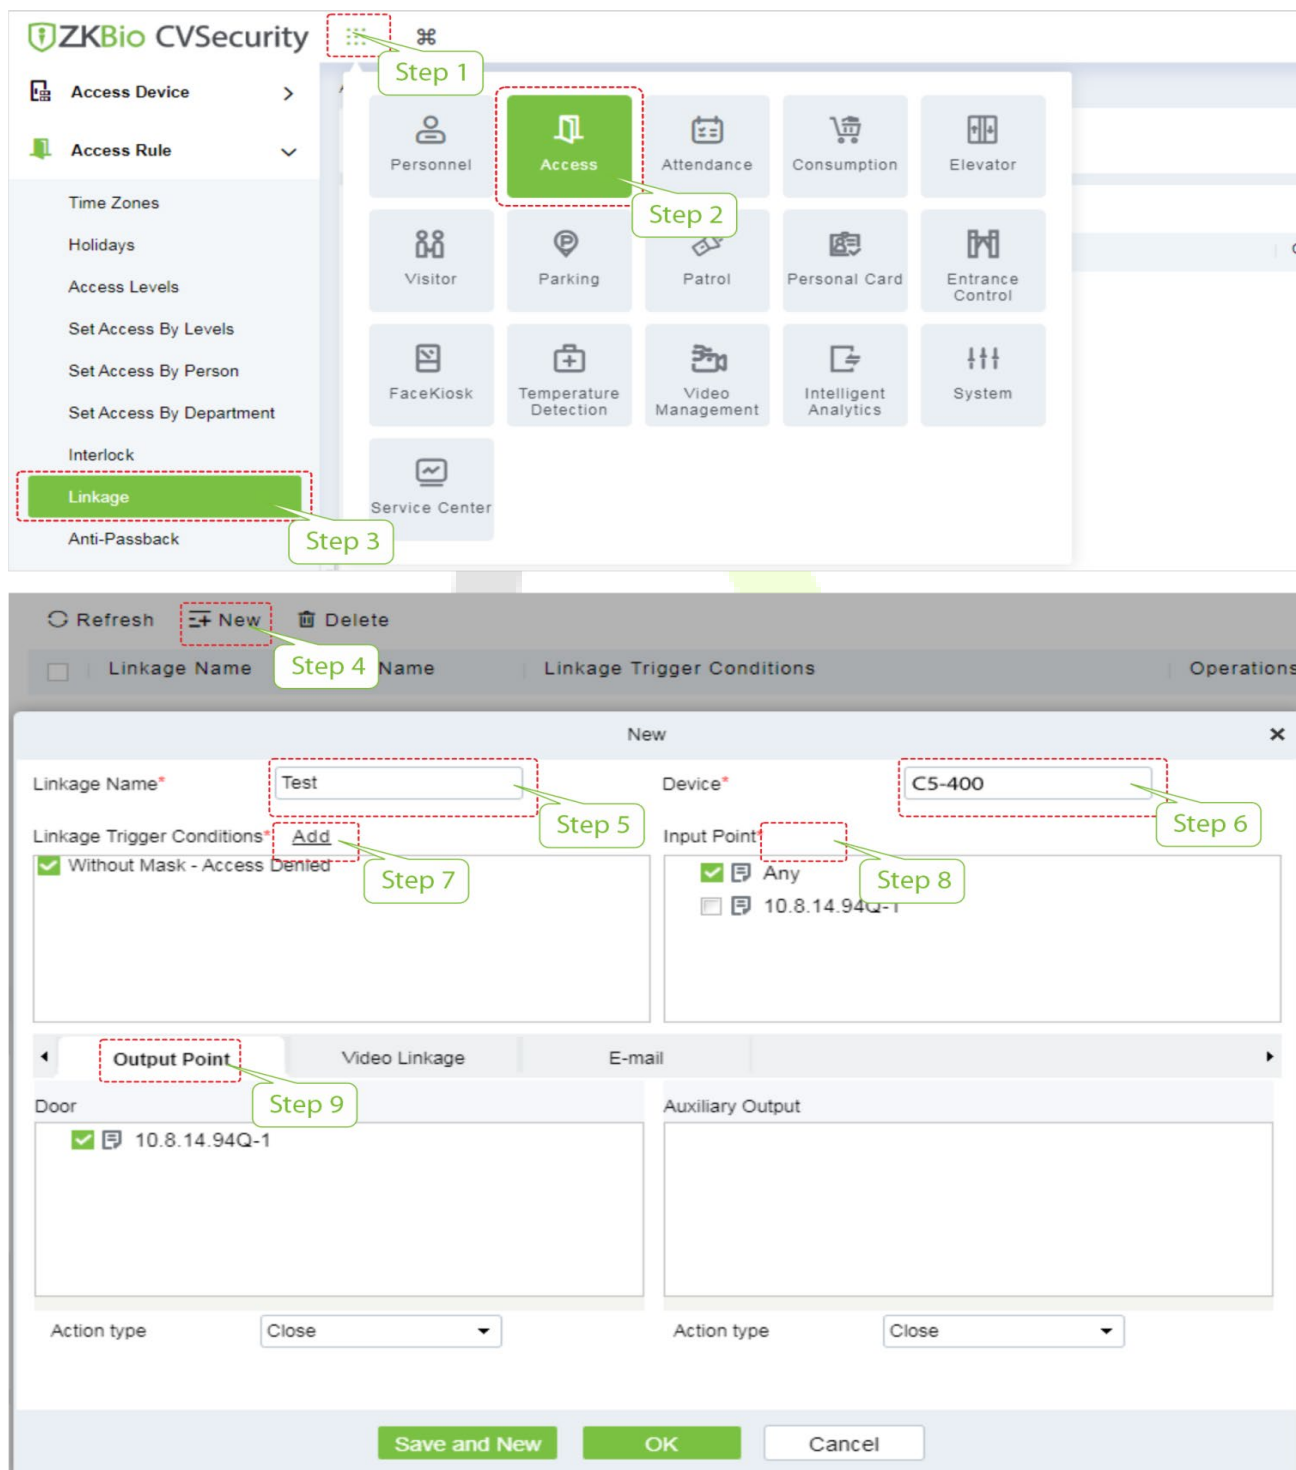 ZKBio CVSecurity
Step 1
Access Device
Access Rule
Time Zones
Holidays
Access Levels
Set Access By Levels
Set Access By Person
Set Access By Department
Interlock
Linkage
Step 3
Anti-Passback
Personnel
Access
Attendance
Consumption
Elevator
Step 2
Visitor
Parking
Patrol
Personal Card
Entrance
Control
FaceKiosk
Temperature
Detection
Video
Management
Intelligent
Analytics
System
Service Center
Refresh
New
Delete
Linkage Name
Step 4
Name
Linkage Trigger Conditions
Operations
New
Linkage Name*
Test
Step 5
Device*
C5-400
Step 6
Linkage Trigger Conditions* Add
Step 7
Without Mask - Access Denied
Input Point*
Step 8
Any
10.8.14.94Q-1
Output Point
Video Linkage
E-mail
Step 9
Door
10.8.14.94Q-1
Auxiliary Output
Action type
Close
Action type
Close
Save and New
OK
Cancel